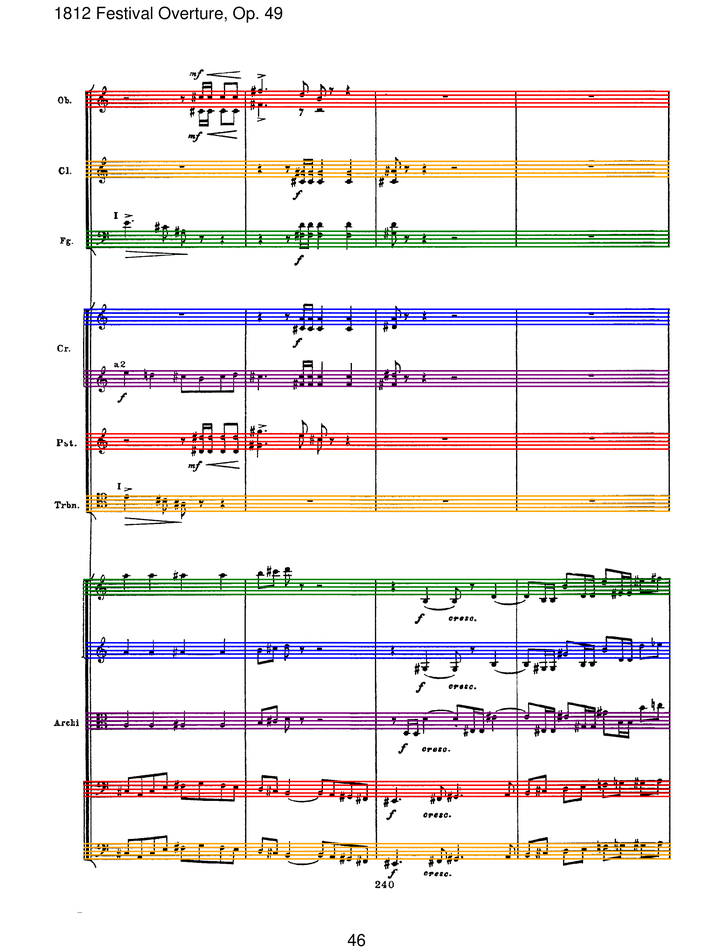 1812 Festival Overture, Op. 49
mf
Ob.
mf
Cl.
f
I
Fg.
f
Cr.
f
a2
f
Pst.
mf
I
Trbn.
f cresc.
f cresc.
Archi
f cresc.
f cresc.
f cresc.
240
46